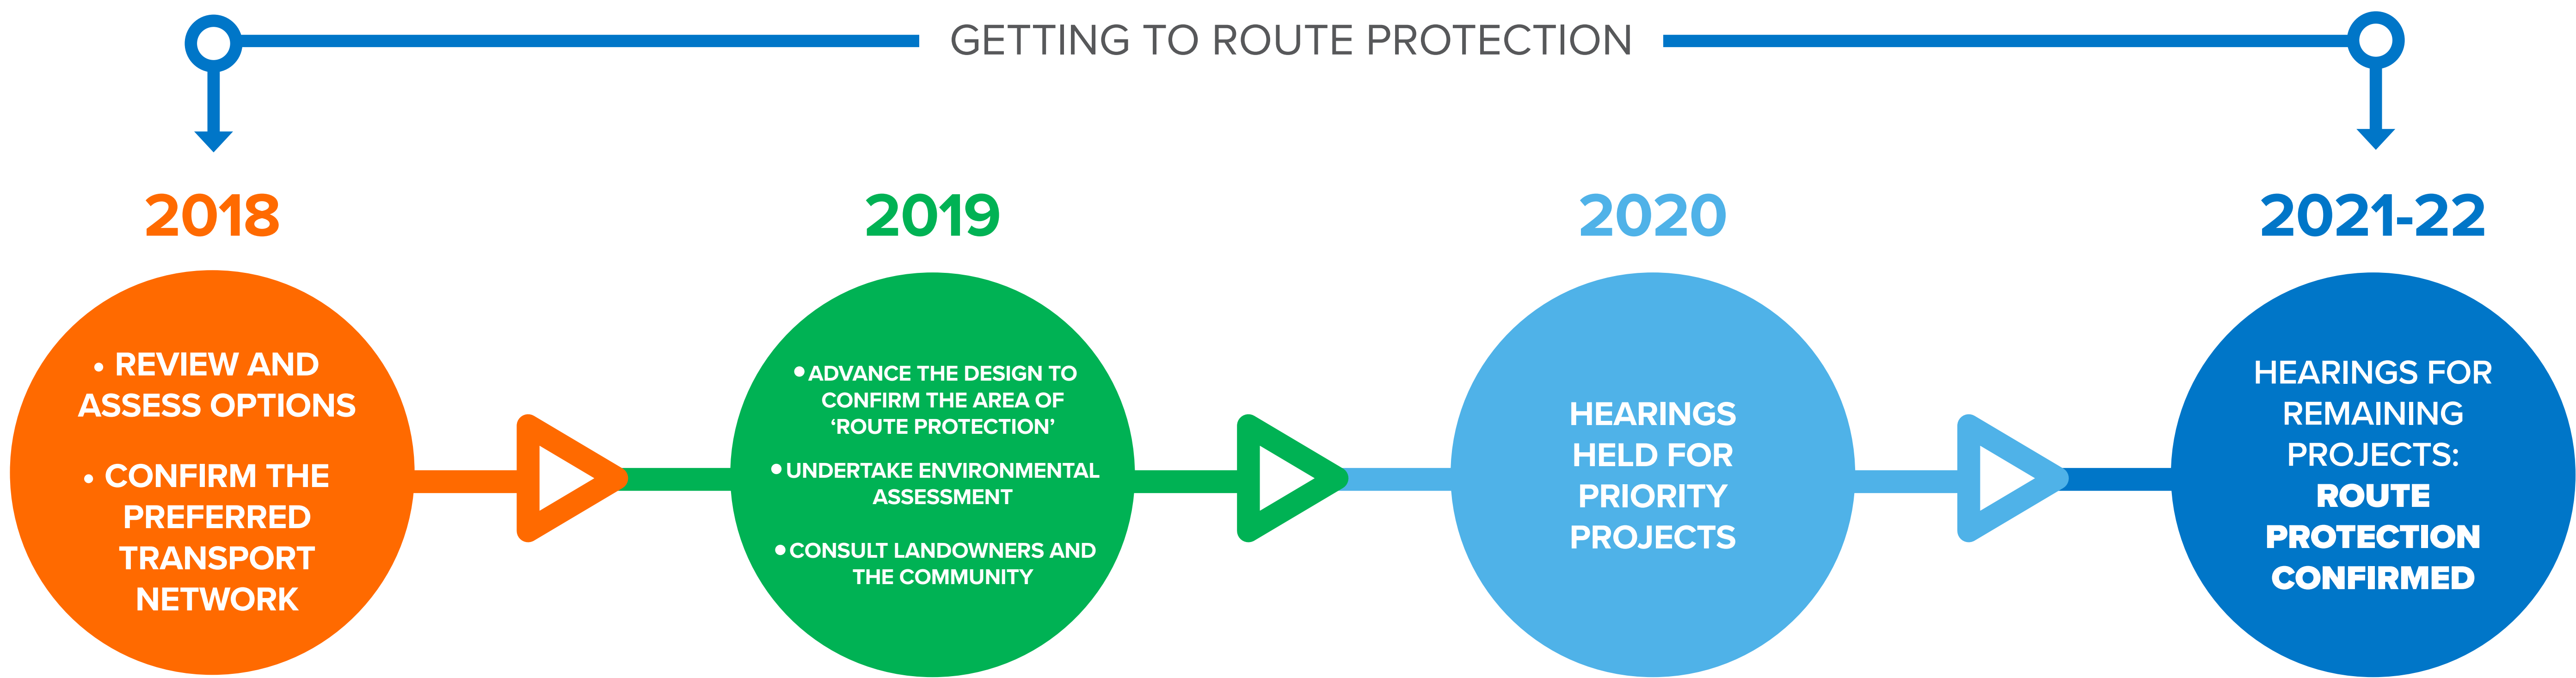 GETTING TO ROUTE PROTECTION
2018
• REVIEW AND
ASSESS OPTIONS
• CONFIRM THE
PREFERRED
TRANSPORT
NETWORK
2019
• ADVANCE THE DESIGN TO
CONFIRM THE AREA OF
‘ROUTE PROTECTION’
• UNDERTAKE ENVIRONMENTAL
ASSESSMENT
• CONSULT LANDOWNERS AND
THE COMMUNITY
2020
HEARINGS
HELD FOR
PRIORITY
PROJECTS
2021-22
HEARINGS FOR
REMAINING
PROJECTS:
ROUTE
PROTECTION
CONFIRMED